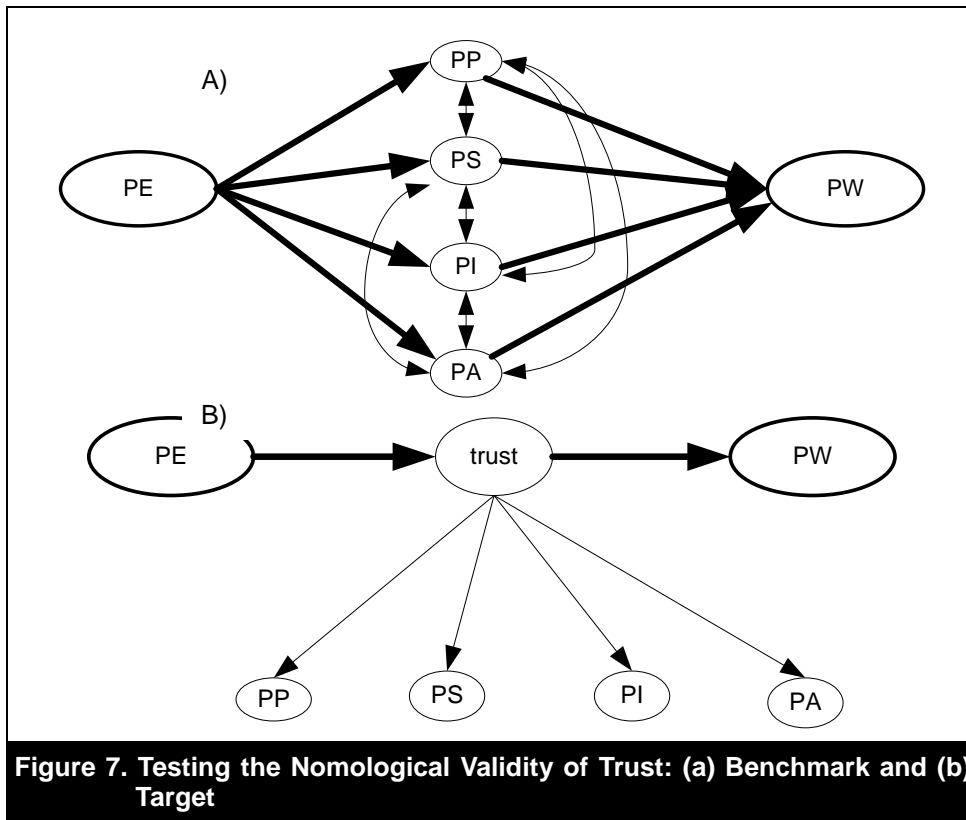 PP
A)
PS
PE
PW
PI
PA
B)
PE
trust
PW
PP
PS
PI
PA
Figure 7. Testing the Nomological Validity of Trust: (a) Benchmark and (b)
Target